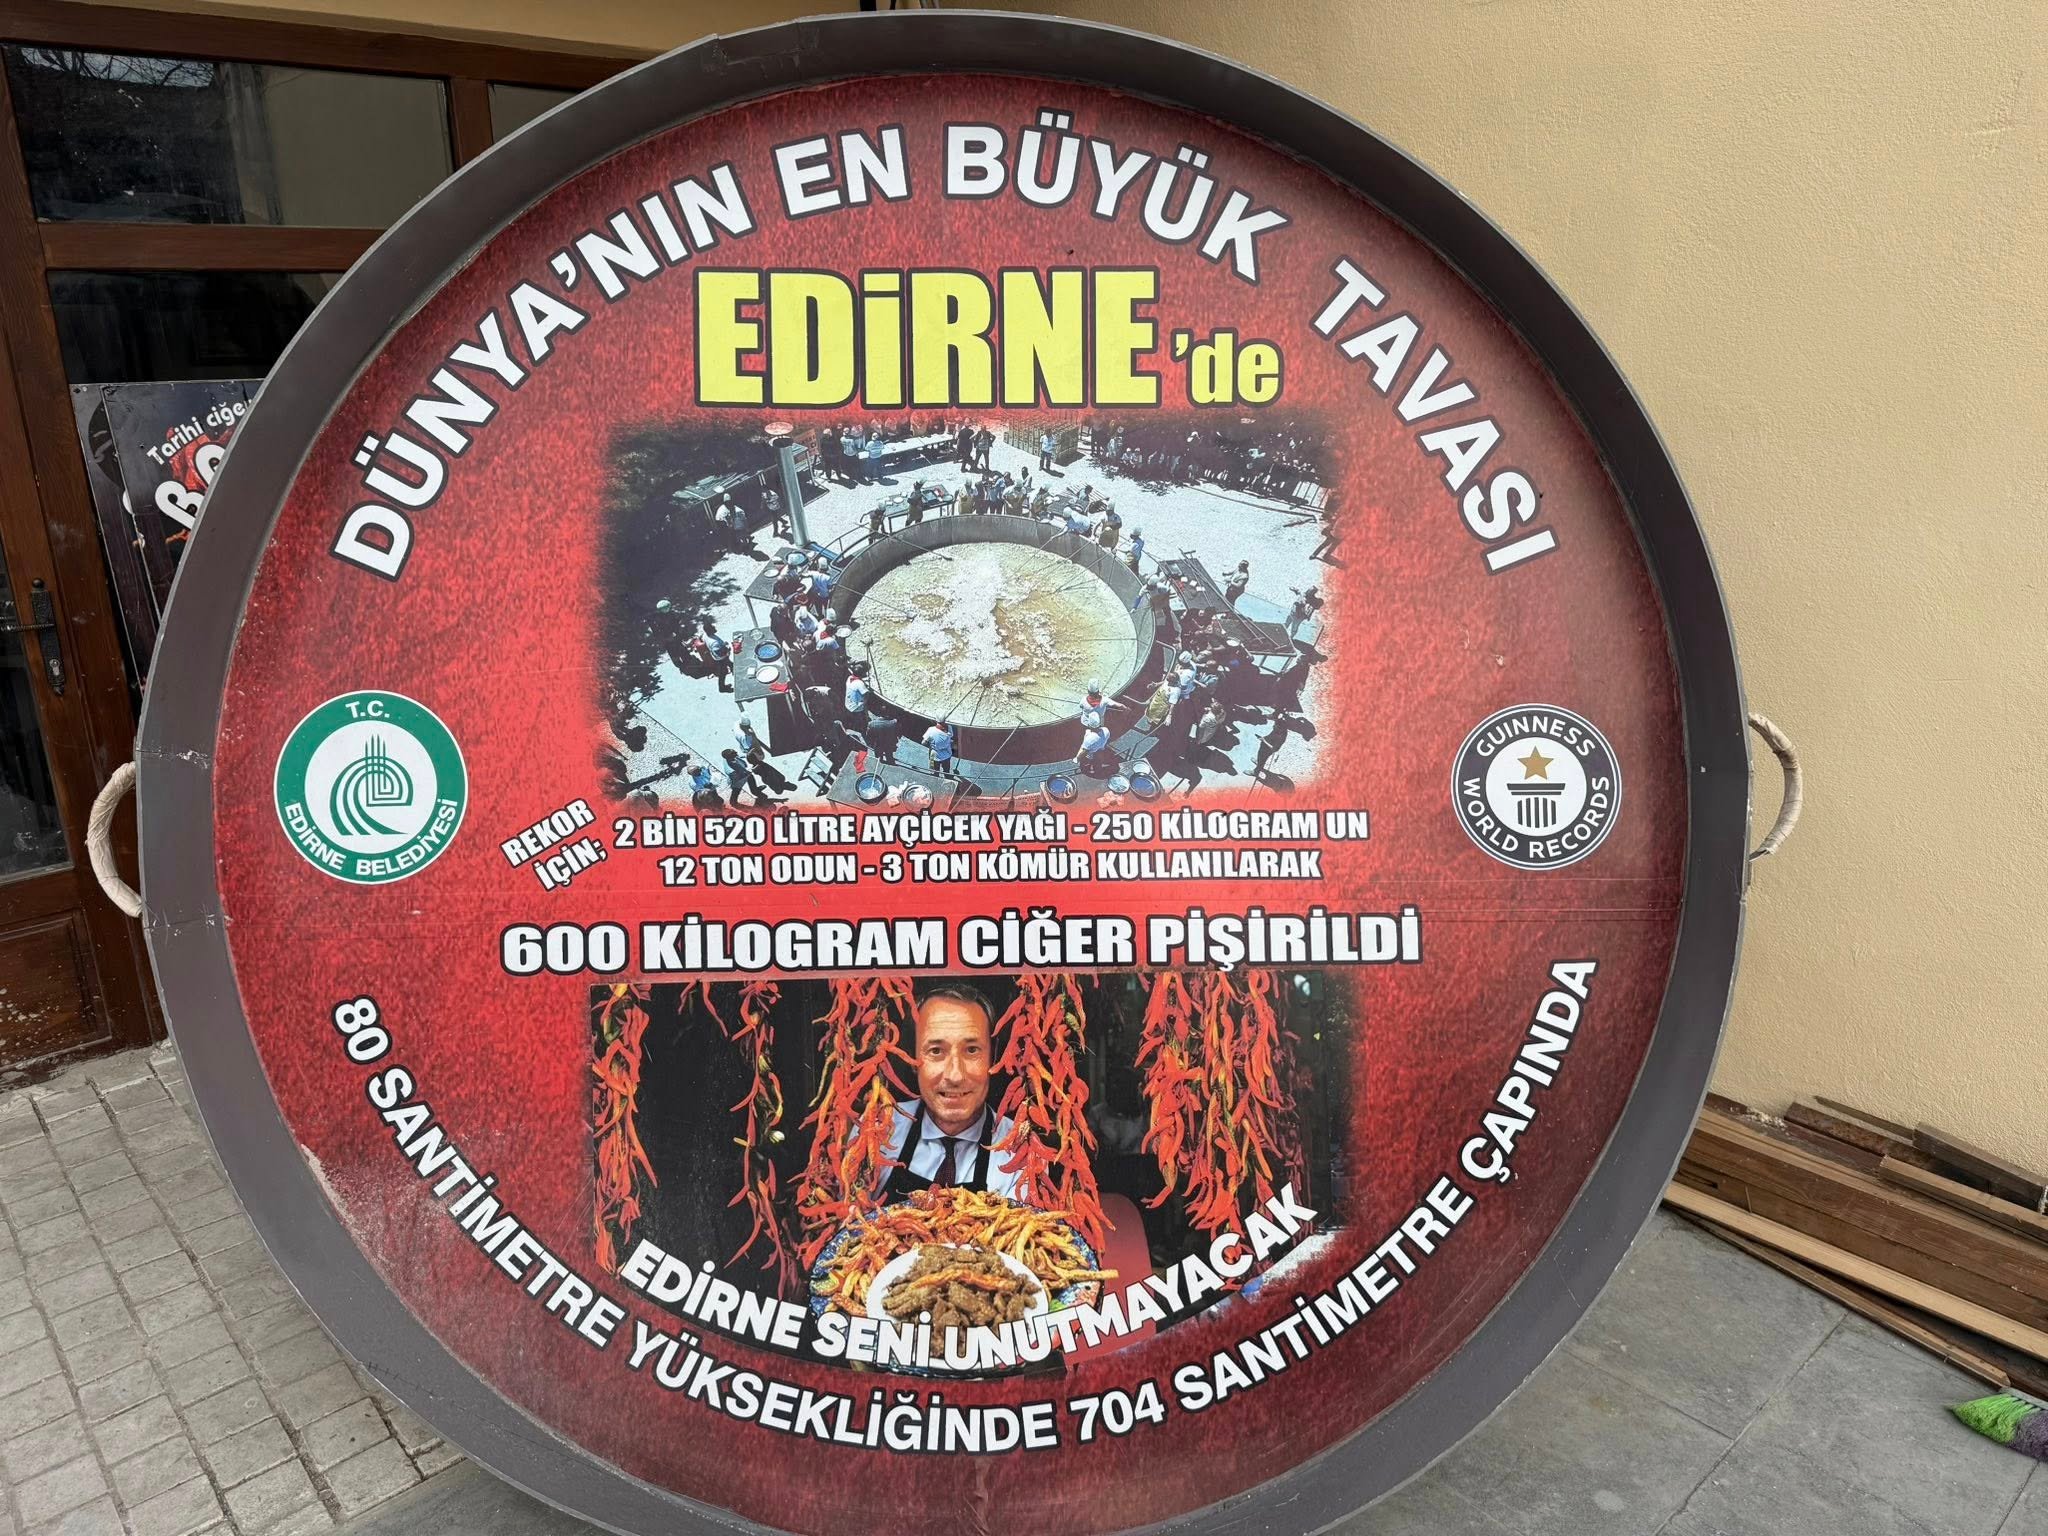 DÜNYA'NIN EN BÜYÜK TAVASI
EDİRNE'de
Tarihi ciğe
T.C.
EDİRNE BELEDİYESİ
GUINNESS
WORLD RECORDS
REKOR
İÇİN;
2 BİN 520 LİTRE AYÇİCEK YAĞI - 250 KİLOGRAM UN
12 TON ODUN - 3 TON KÖMÜR KULLANILARAK
600 KİLOGRAM CİĞER PİŞİRİLDİ
EDİRNE SENİ UNUTMAYACAK
80 SANTİMETRE YÜKSEKLİĞİNDE 704 SANTİMETRE ÇAPINDA